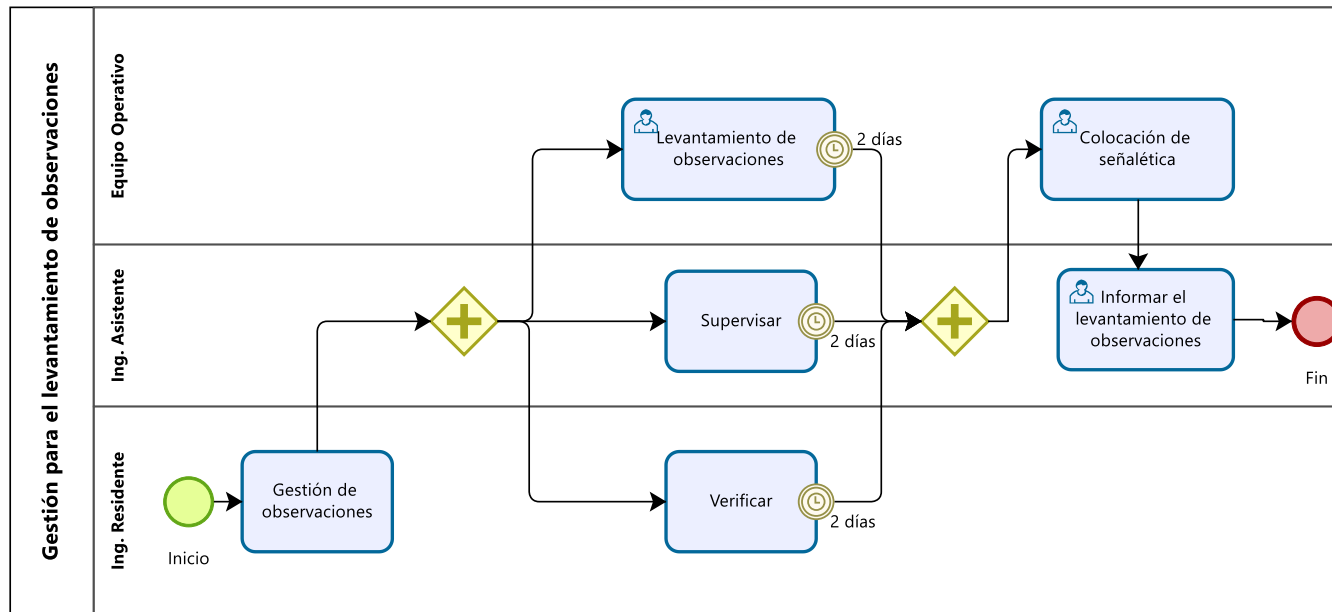 Gestión para el levantamiento de observaciones
Equipo Operativo
Levantamiento de
observaciones
2 días
Colocación de
señalética
Ing. Asistente
Supervisar
2 días
Informar el
levantamiento de
observaciones
Fin
Ing. Residente
Inicio
Gestión de
observaciones
Verificar
2 días